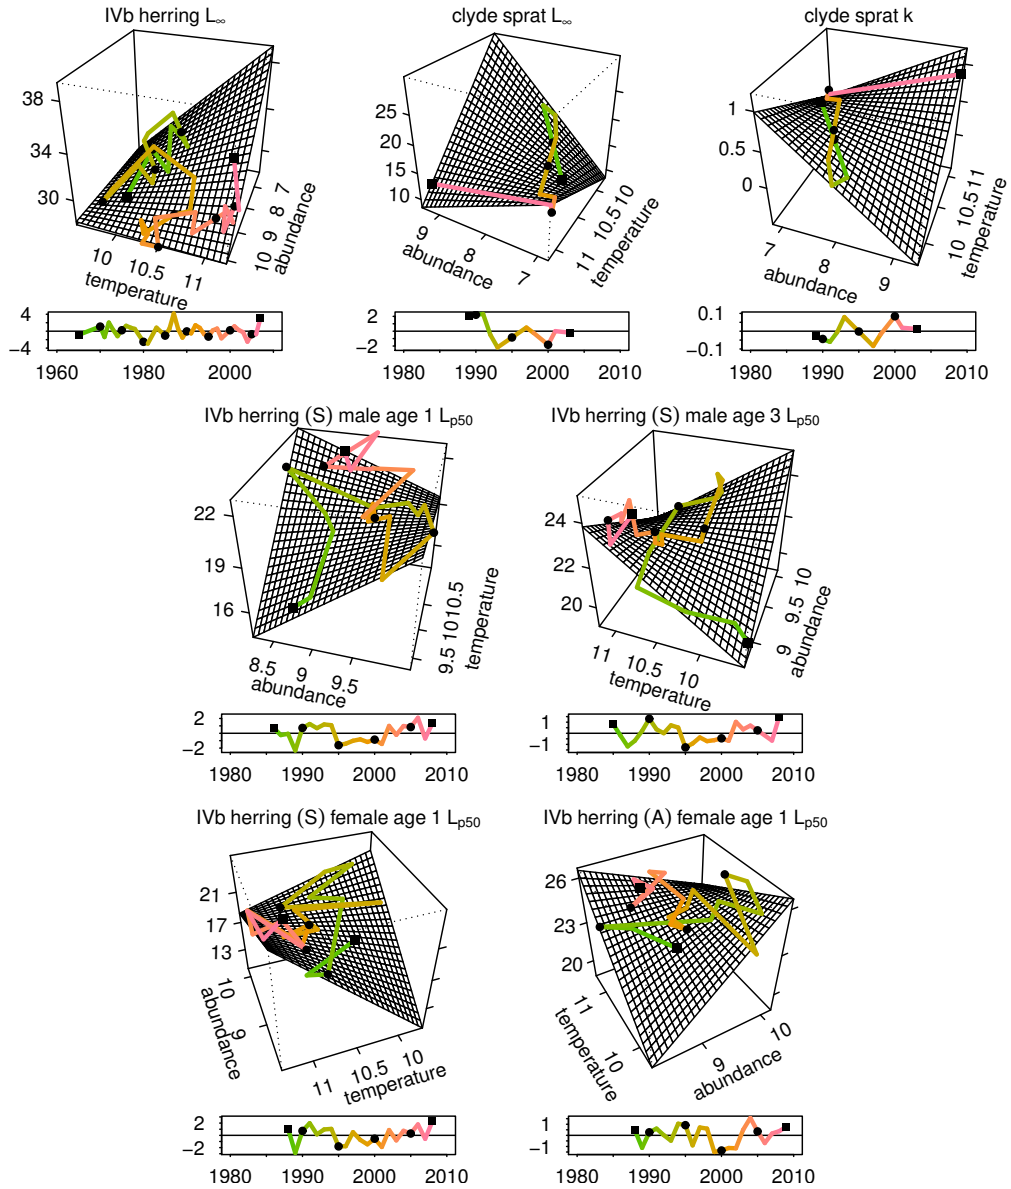 IVb herring L∞
clyde sprat L∞
clyde sprat k
38
34
30
10
10.5
11
temperature
10
9
8
7
abundance
25
20
15
10
9
8
7
abundance
11
10.5
10
temperature
1
0.5
0
7
8
9
abundance
10
10.5
11
temperature
4
−4
1960 1980 2000
2
−2
1980 1990 2000 2010
0.1
−0.1
1980 1990 2000 2010
IVb herring (S) male age 1 Lp50
IVb herring (S) male age 3 Lp50
22
19
16
8.5
9
9.5
abundance
9.5
10
10.5
temperature
24
22
20
11
10.5
10
temperature
9
9.5
10
abundance
2
−2
1980 1990 2000 2010
1
−1
1980 1990 2000 2010
IVb herring (S) female age 1 Lp50
IVb herring (A) female age 1 Lp50
21
17
13
10
9
abundance
11
10.5
10
temperature
26
23
20
11
10
temperature
9
10
abundance
2
−2
1980 1990 2000 2010
1
−1
1980 1990 2000 2010